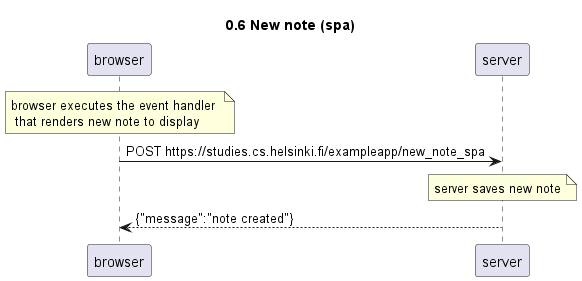 0.6 New note (spa)
browser
server
browser executes the event handler
that renders new note to display
POST https://studies.cs.helsinki.fi/exampleapp/new_note_spa
server saves new note
{"message":"note created"}
browser
server